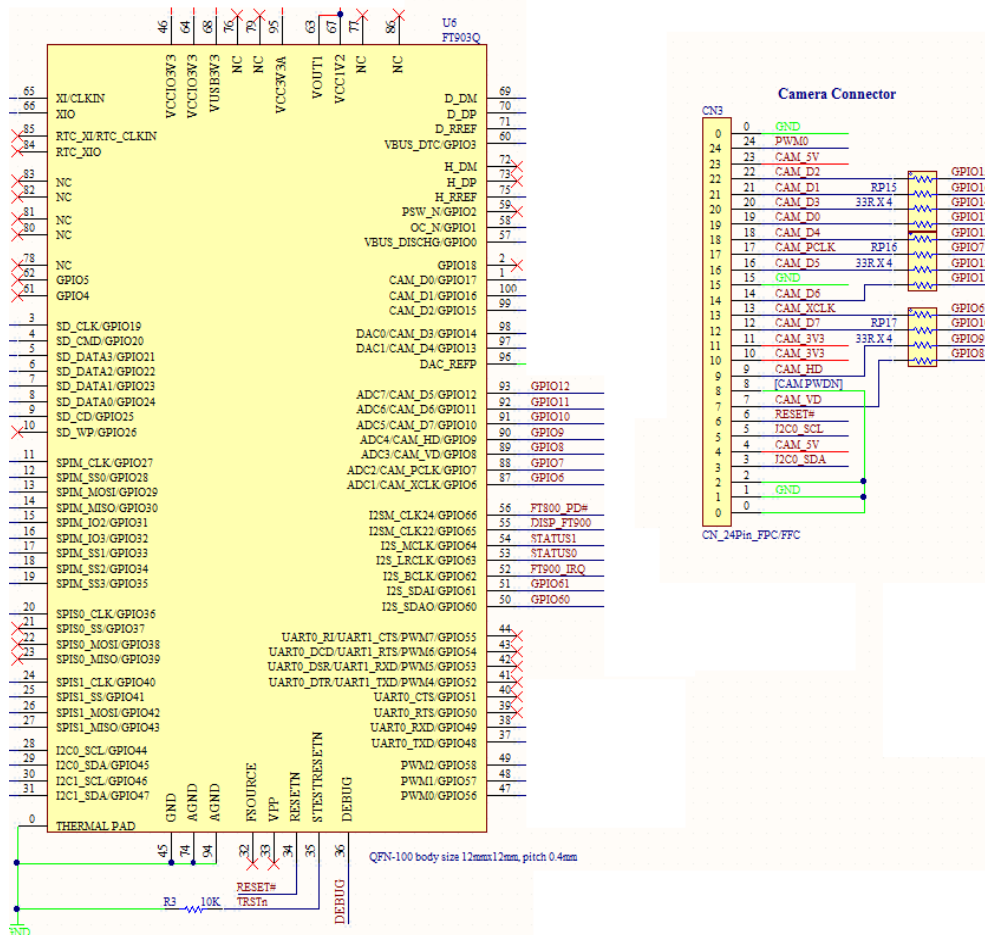 46
64
68
76
79
95
63
67
77
86
U6
FT903Q
VCCIO3V3
VCCIO3V3
VUSB3V3
NC
NC
VCC3V3A
VOUT1
VCC1V2
NC
NC
65 XI/CLKIN
66 XIO
85 RTC_XI/RTC_CLKIN
84 RTC_XIO
83 NC
82 NC
81 NC
80 NC
78 NC
62 GPIO5
61 GPIO4
3 SD_CLK/GPIO19
4 SD_CMD/GPIO20
5 SD_DATA3/GPIO21
6 SD_DATA2/GPIO22
7 SD_DATA1/GPIO23
8 SD_DATA0/GPIO24
9 SD_CD/GPIO25
10 SD_WP/GPIO26
11 SPIM_CLK/GPIO27
12 SPIM_SS0/GPIO28
13 SPIM_MOSI/GPIO29
14 SPIM_MISO/GPIO30
15 SPIM_IO2/GPIO31
16 SPIM_IO3/GPIO32
17 SPIM_SS1/GPIO33
18 SPIM_SS2/GPIO34
19 SPIM_SS3/GPIO35
20 SPIS0_CLK/GPIO36
21 SPIS0_SS/GPIO37
22 SPIS0_MOSI/GPIO38
23 SPIS0_MISO/GPIO39
24 SPIS1_CLK/GPIO40
25 SPIS1_SS/GPIO41
26 SPIS1_MOSI/GPIO42
27 SPIS1_MISO/GPIO43
28 I2C0_SCL/GPIO44
29 I2C0_SDA/GPIO45
30 I2C1_SCL/GPIO46
31 I2C1_SDA/GPIO47
0 THERMAL PAD
D_DM 69
D_DP 70
D_RREF 71
VBUS_DTC/GPIO3 60
H_DM 72
H_DP 73
H_RREF 75
PSW_N/GPIO2 59
OC_N/GPIO1 58
VBUS_DISCHG/GPIO0 57
GPIO18 2
CAM_D0/GPIO17 1
CAM_D1/GPIO16 100
CAM_D2/GPIO15 99
DAC0/CAM_D3/GPIO14 98
DAC1/CAM_D4/GPIO13 97
DAC_REFP 96
ADC7/CAM_D5/GPIO12 93 GPIO12
ADC6/CAM_D6/GPIO11 92 GPIO11
ADC5/CAM_D7/GPIO10 91 GPIO10
ADC4/CAM_HD/GPIO9 90 GPIO9
ADC3/CAM_VD/GPIO8 89 GPIO8
ADC2/CAM_PCLK/GPIO7 88 GPIO7
ADC1/CAM_XCLK/GPIO6 87 GPIO6
I2SM_CLK24/GPIO66 56 FT800_PD#
I2SM_CLK22/GPIO65 55 DISP_FT900
I2S_MCLK/GPIO64 54 STATUS1
I2S_LRCLK/GPIO63 53 STATUS0
I2S_BCLK/GPIO62 52 FT900_IRQ
I2S_SDAI/GPIO61 51 GPIO61
I2S_SDAO/GPIO60 50 GPIO60
UART0_RI/UART1_CTS/PWM7/GPIO55 44
UART0_DCD/UART1_RTS/PWM6/GPIO54 43
UART0_DSR/UART1_RXD/PWM5/GPIO53 42
UART0_DTR/UART1_TXD/PWM4/GPIO52 41
UART0_CTS/GPIO51 40
UART0_RTS/GPIO50 39
UART0_RXD/GPIO49 38
UART0_TXD/GPIO48 37
PWM2/GPIO58 49
PWM1/GPIO57 48
PWM0/GPIO56 47
GND
AGND
AGND
FSOURCE
VPP
RESETN
STESTRESETN
DEBUG
45
74
94
32
33
34
35
36
QFN-100 body size 12mmx12mm, pitch 0.4mm
RESET#
R3 10K TRSTn
DEBUG
GND
Camera Connector
CN3
0 0 GND
24 24 PWM0
23 23 CAM_5V
22 22 CAM_D2
21 21 CAM_D1 RP15
20 20 CAM_D3 33R X 4
19 19 CAM_D0
18 18 CAM_D4
17 17 CAM_PCLK RP16 GPIO7
16 16 CAM_D5 33R X 4
15 15 GND
14 14 CAM_D6
13 13 CAM_XCLK GPIO6
12 12 CAM_D7 RP17
11 11 CAM_3V3 33R X 4 GPIO9
10 10 CAM_3V3 GPIO8
9 9 CAM_HD
8 8 [CAM PWDN]
7 7 CAM_VD
6 6 RESET#
5 5 I2C0_SCL
4 4 CAM_5V
3 3 I2C0_SDA
2 2
1 1 GND
0 0
CN_24Pin_FPC/FFC